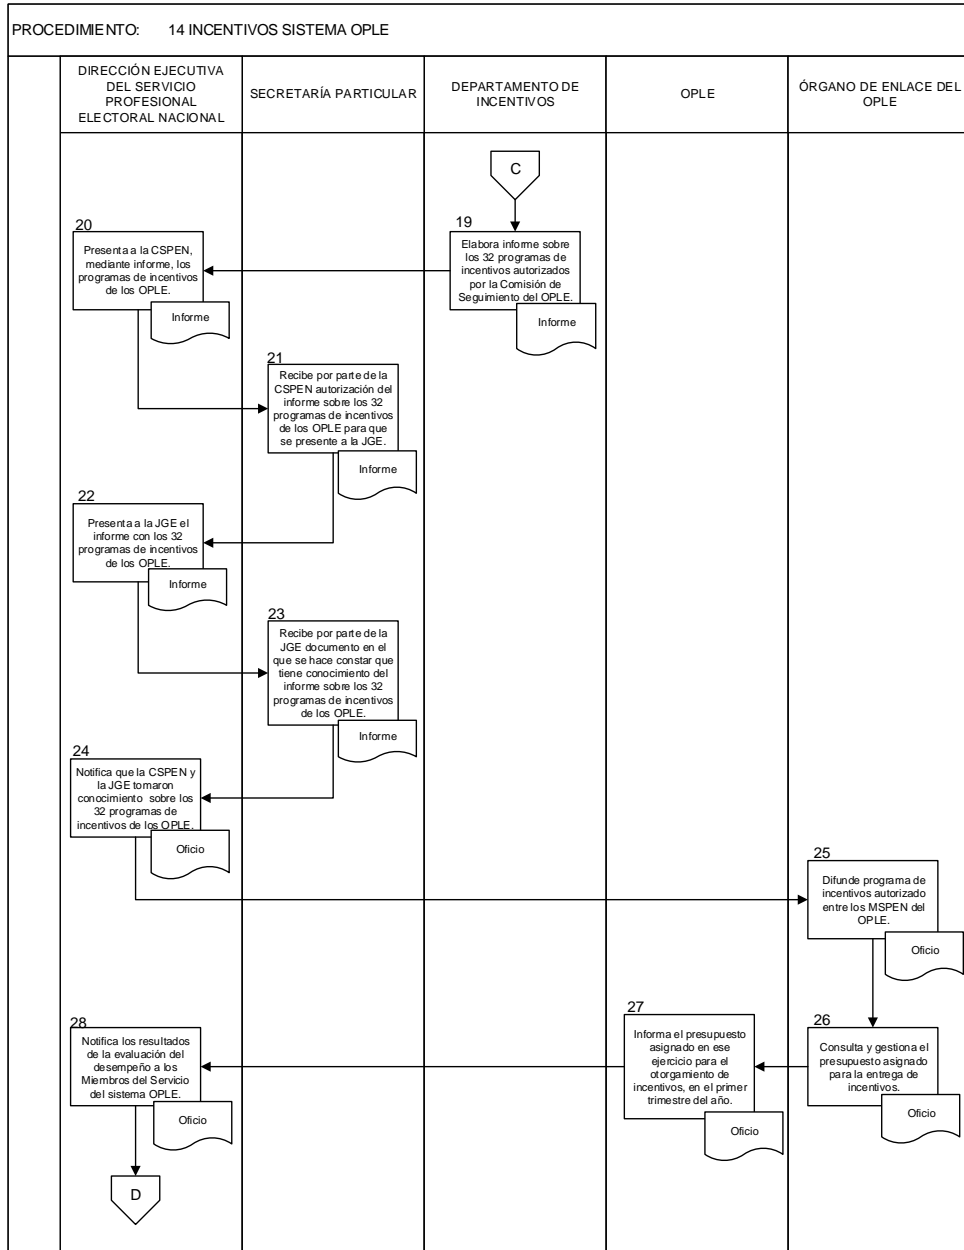 PROCEDIMIENTO: 14 INCENTIVOS SISTEMA OPLE
DIRECCIÓN EJECUTIVA
DEL SERVICIO
PROFESIONAL
ELECTORAL NACIONAL
SECRETARÍA PARTICULAR
DEPARTAMENTO DE
INCENTIVOS
OPLE
ÓRGANO DE ENLACE DEL
OPLE
C
19
Elabora informe sobre
los 32 programas de
incentivos autorizados
por la Comisión de
Seguimiento del OPLE.
Informe
20
Presenta a la CSPEN,
mediante informe, los
programas de incentivos
de los OPLE.
Informe
21
Recibe por parte de la
CSPEN autorización del
informe sobre los 32
programas de incentivos
de los OPLE para que
se presente a la JGE.
Informe
22
Presenta a la JGE el
informe con los 32
programas de incentivos
de los OPLE.
Informe
23
Recibe por parte de la
JGE documento en el
que se hace constar que
tiene conocimiento del
informe sobre los 32
programas de incentivos
de los OPLE.
Informe
24
Notifica que la CSPEN y
la JGE tomaron
conocimiento sobre los
32 programas de
incentivos de los OPLE.
Oficio
25
Difunde programa de
incentivos autorizado
entre los MSPEN del
OPLE.
Oficio
26
Consulta y gestiona el
presupuesto asignado
para la entrega de
incentivos.
Oficio
27
Informa el presupuesto
asignado en ese
ejercicio para el
otorgamiento de
incentivos, en el primer
trimestre del año.
Oficio
28
Notifica los resultados
de la evaluación del
desempeño a los
Miembros del Servicio
del sistema OPLE.
Oficio
D